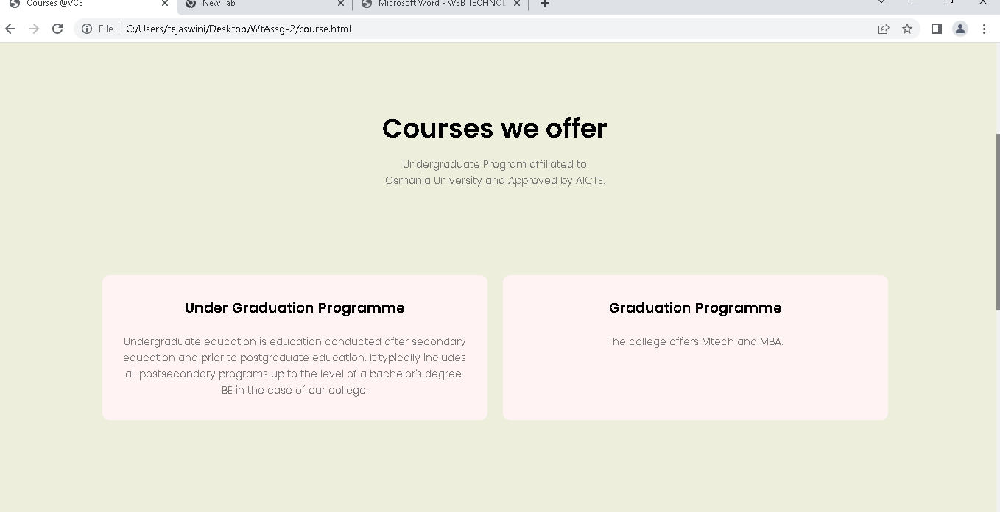 Courses @VCE
New Tab
Microsoft Word - WEB TECHNOL
File
C:/Users/tejaswini/Desktop/WtAssg-2/course.html
Courses we offer
Undergraduate Program affiliated to
Osmania University and Approved by AICTE.
Under Graduation Programme
Undergraduate education is education conducted after secondary
education and prior to postgraduate education. It typically includes
all postsecondary programs up to the level of a bachelor's degree.
BE in the case of our college.
Graduation Programme
The college offers Mtech and MBA.